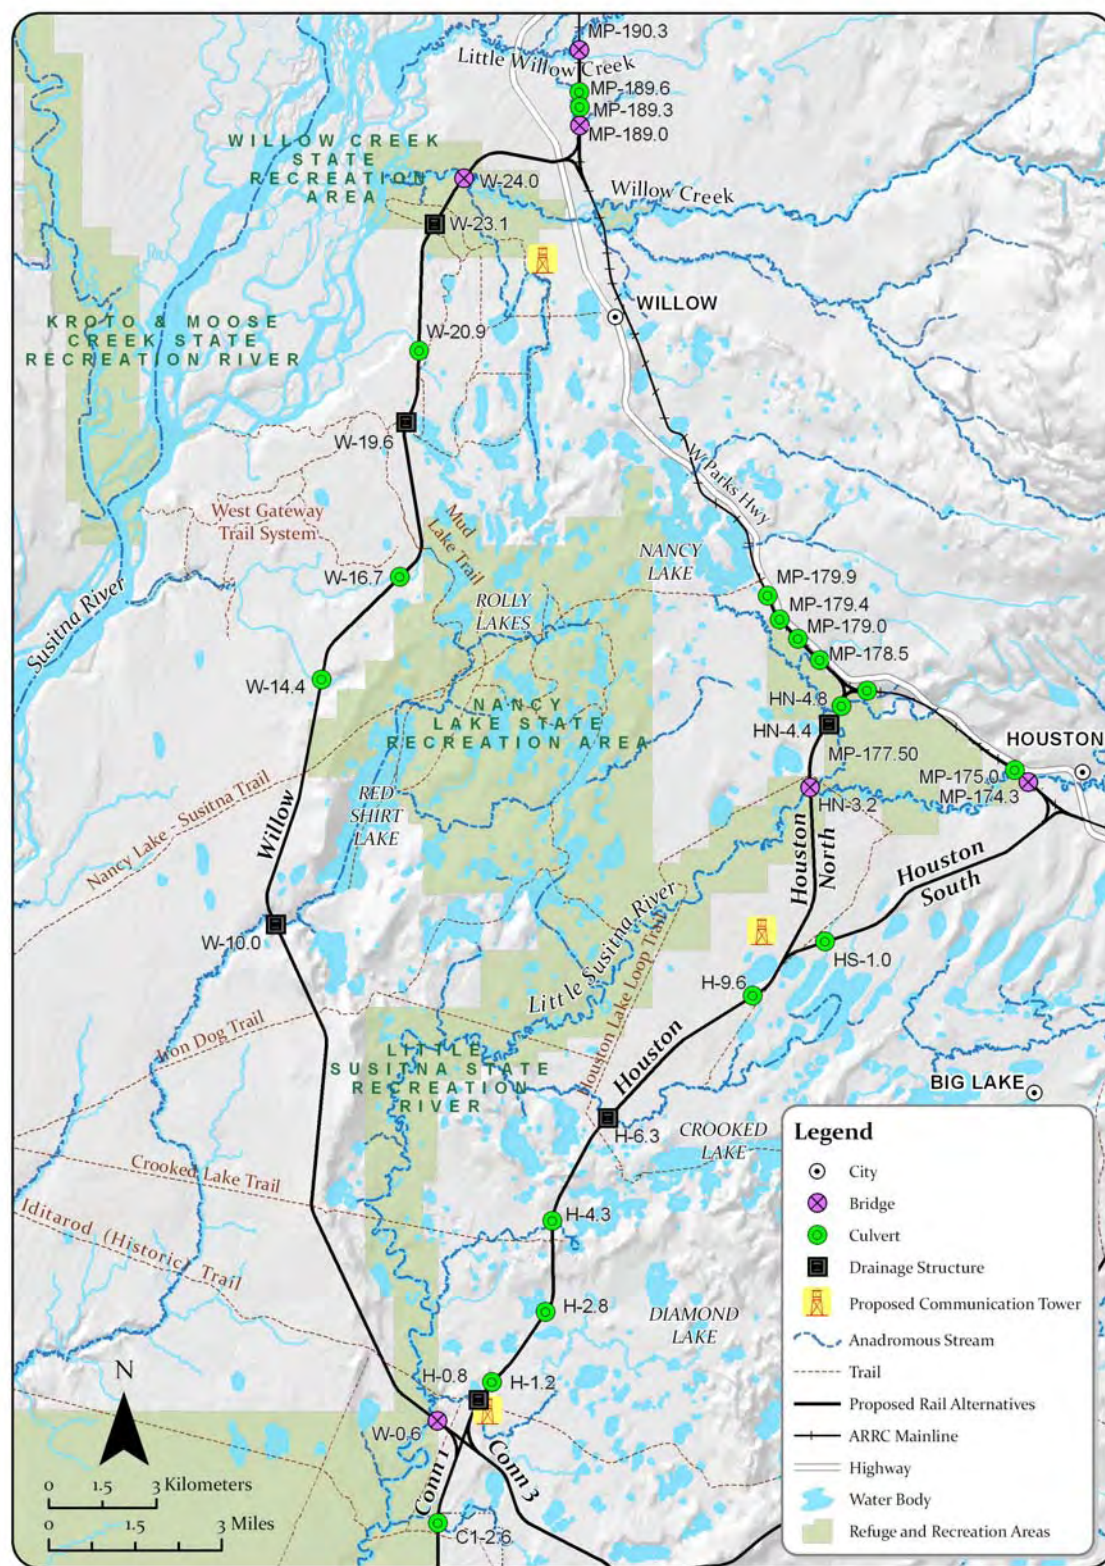 MP-190.3
Little Willow Creek
MP-189.6
MP-189.3
MP-189.0
WILLOW CREEK
STATE
RECREATION
AREA
W-24.0
Willow Creek
W-23.1
WILLOW
KROTO & MOOSE
CREEK STATE
RECREATION RIVER
W-20.9
W-19.6
W Parks Hwy
West Gateway
Trail System
Mud
Lake Trail
NANCY
LAKE
W-16.7
MP-179.9
ROLLY
LAKES
MP-179.4
MP-179.0
Susitna River
MP-178.5
W-14.4
HN-4.8
NANCY
LAKE STATE
RECREATION AREA
HN-4.4
HOUSTON
MP-177.50
MP-175.0
MP-174.3
Nancy Lake - Susitna Trail
RED
SHIRT
LAKE
HN-3.2
Willow
Houston
North
Houston
South
Little Susitna River
W-10.0
HS-1.0
H-9.6
Iron Dog Trail
Houston Lake Loop Trail
Houston
LITTLE
SUSITNA STATE
RECREATION
RIVER
BIG LAKE
H-6.3
CROOKED
LAKE
Crooked Lake Trail
Iditarod (Historic) Trail
H-4.3
H-2.8
DIAMOND
LAKE
H-0.8
H-1.2
W-0.6
Conn 1
Conn 3
C1-2.6
N
0 1.5 3 Kilometers
0 1.5 3 Miles
Legend
City
Bridge
Culvert
Drainage Structure
Proposed Communication Tower
Anadromous Stream
Trail
Proposed Rail Alternatives
ARRC Mainline
Highway
Water Body
Refuge and Recreation Areas